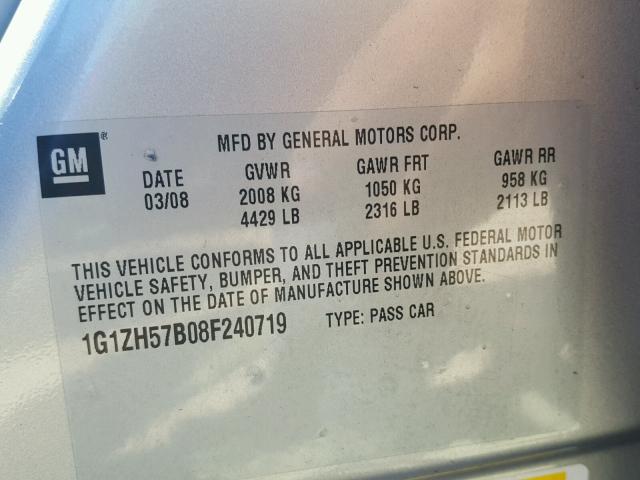 GM®
MFD BY GENERAL MOTORS CORP.
DATE GVWR GAWR FRT GAWR RR
03/08 2008 KG 1050 KG 958 KG
4429 LB 2316 LB 2113 LB
THIS VEHICLE CONFORMS TO ALL APPLICABLE U.S. FEDERAL MOTOR
VEHICLE SAFETY, BUMPER, AND THEFT PREVENTION STANDARDS IN
EFFECT ON THE DATE OF MANUFACTURE SHOWN ABOVE.
1G1ZH57B08F240719 TYPE: PASS CAR